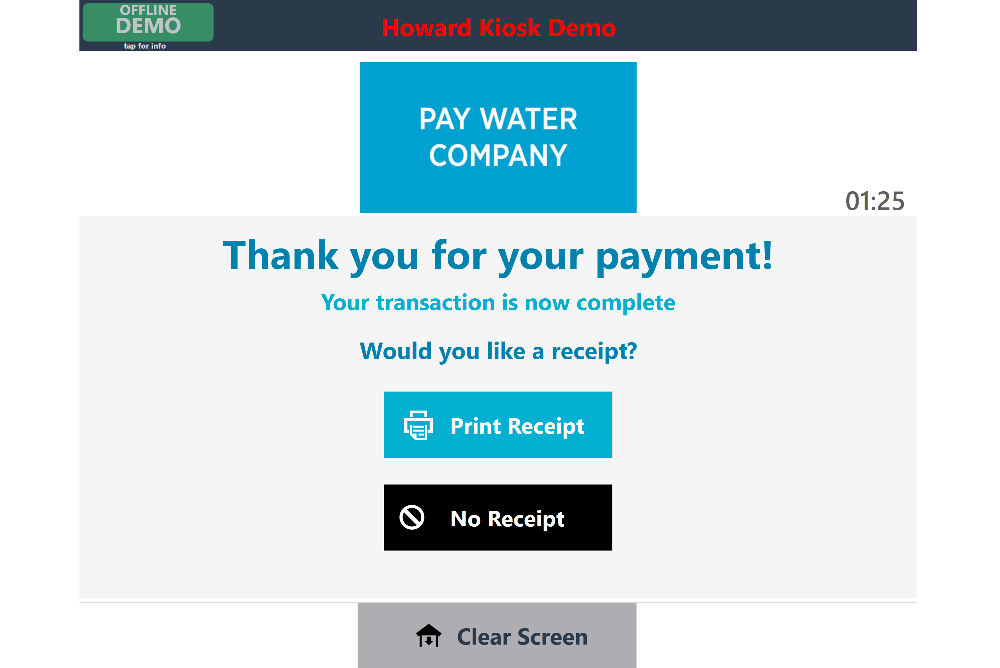 OFFLINE
DEMO
tap for info
Howard Kiosk Demo
PAY WATER
COMPANY
01:25
Thank you for your payment!
Your transaction is now complete
Would you like a receipt?
Print Receipt
No Receipt
Clear Screen